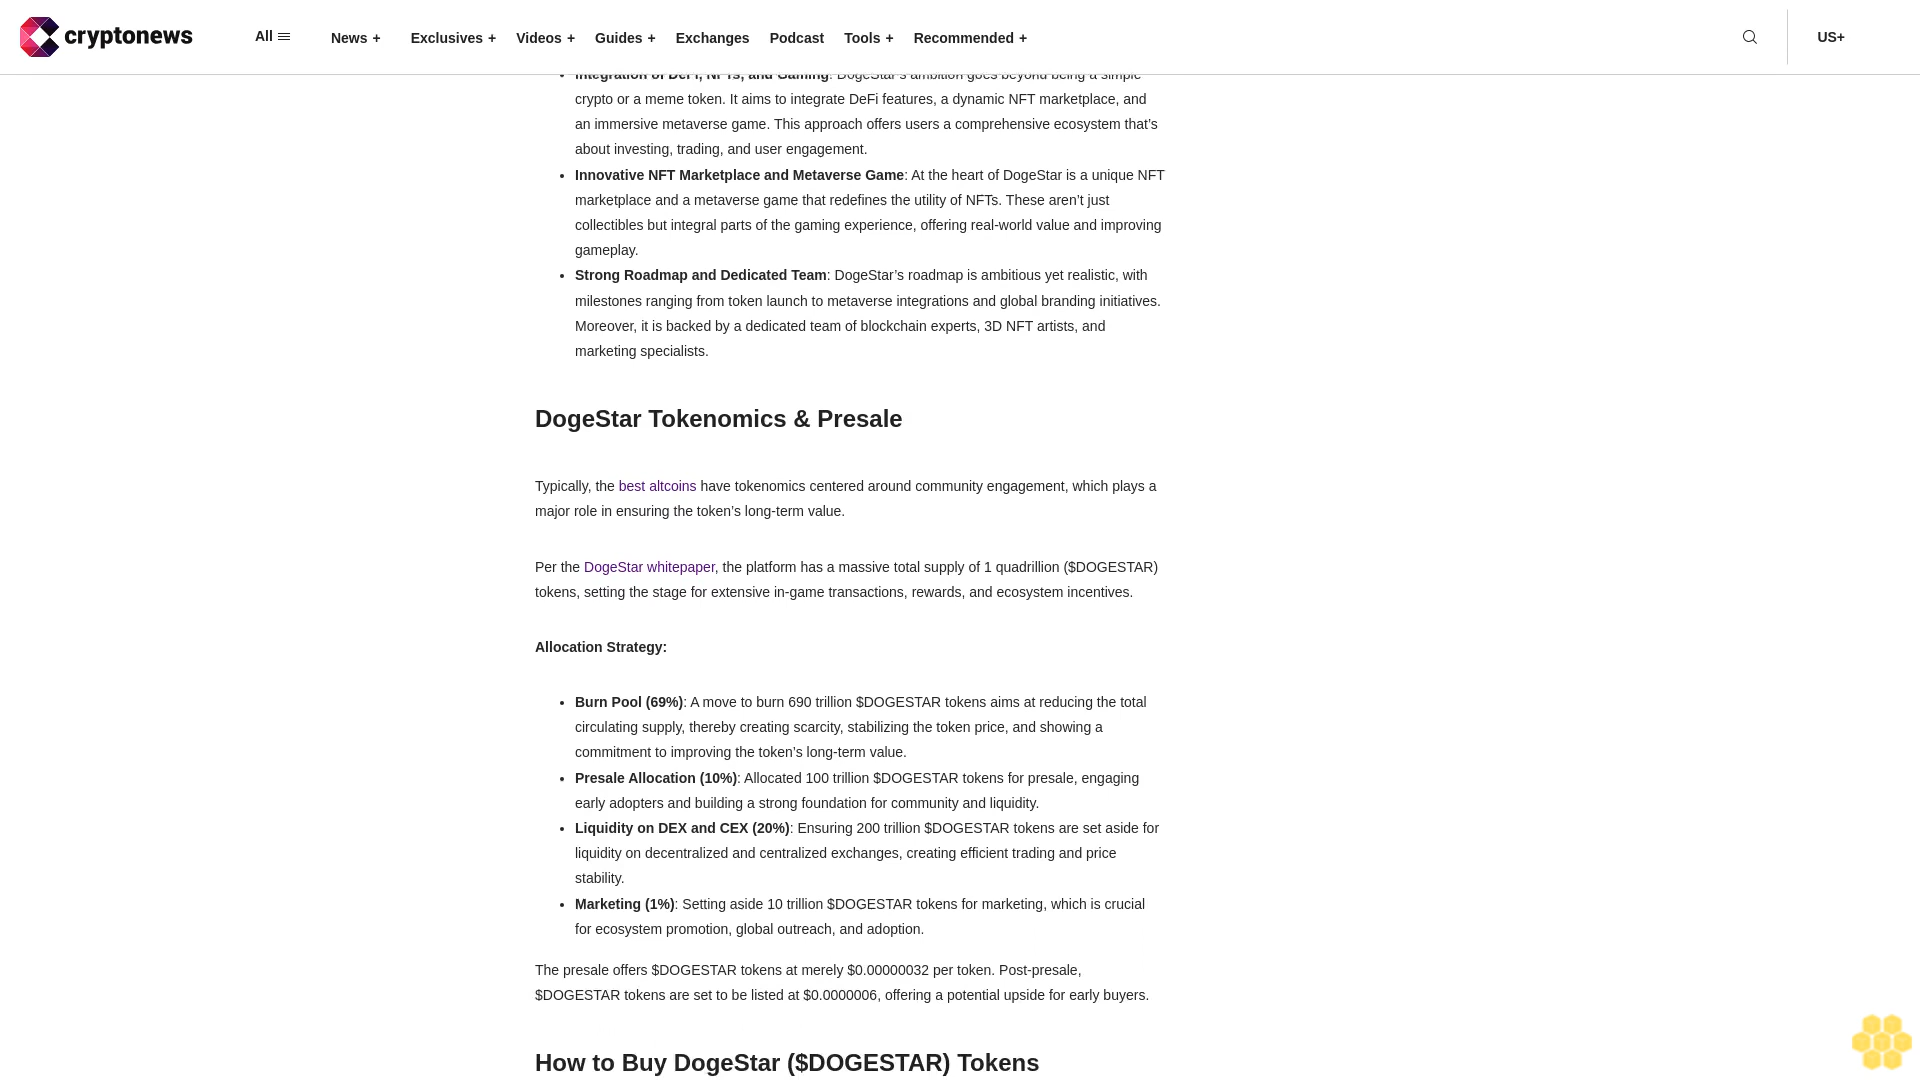 cryptonews
All
News +
Exclusives +
Videos +
Guides +
Exchanges
Podcast
Tools +
Recommended +
US+
Integration of DeFi, NFTs, and Gaming: DogeStar’s ambition goes beyond being a simple
crypto or a meme token. It aims to integrate DeFi features, a dynamic NFT marketplace, and
an immersive metaverse game. This approach offers users a comprehensive ecosystem that’s
about investing, trading, and user engagement.
Innovative NFT Marketplace and Metaverse Game: At the heart of DogeStar is a unique NFT
marketplace and a metaverse game that redefines the utility of NFTs. These aren’t just
collectibles but integral parts of the gaming experience, offering real-world value and improving
gameplay.
Strong Roadmap and Dedicated Team: DogeStar’s roadmap is ambitious yet realistic, with
milestones ranging from token launch to metaverse integrations and global branding initiatives.
Moreover, it is backed by a dedicated team of blockchain experts, 3D NFT artists, and
marketing specialists.
DogeStar Tokenomics & Presale
Typically, the best altcoins have tokenomics centered around community engagement, which plays a
major role in ensuring the token’s long-term value.
Per the DogeStar whitepaper, the platform has a massive total supply of 1 quadrillion ($DOGESTAR)
tokens, setting the stage for extensive in-game transactions, rewards, and ecosystem incentives.
Allocation Strategy:
Burn Pool (69%): A move to burn 690 trillion $DOGESTAR tokens aims at reducing the total
circulating supply, thereby creating scarcity, stabilizing the token price, and showing a
commitment to improving the token’s long-term value.
Presale Allocation (10%): Allocated 100 trillion $DOGESTAR tokens for presale, engaging
early adopters and building a strong foundation for community and liquidity.
Liquidity on DEX and CEX (20%): Ensuring 200 trillion $DOGESTAR tokens are set aside for
liquidity on decentralized and centralized exchanges, creating efficient trading and price
stability.
Marketing (1%): Setting aside 10 trillion $DOGESTAR tokens for marketing, which is crucial
for ecosystem promotion, global outreach, and adoption.
The presale offers $DOGESTAR tokens at merely $0.00000032 per token. Post-presale,
$DOGESTAR tokens are set to be listed at $0.0000006, offering a potential upside for early buyers.
How to Buy DogeStar ($DOGESTAR) Tokens